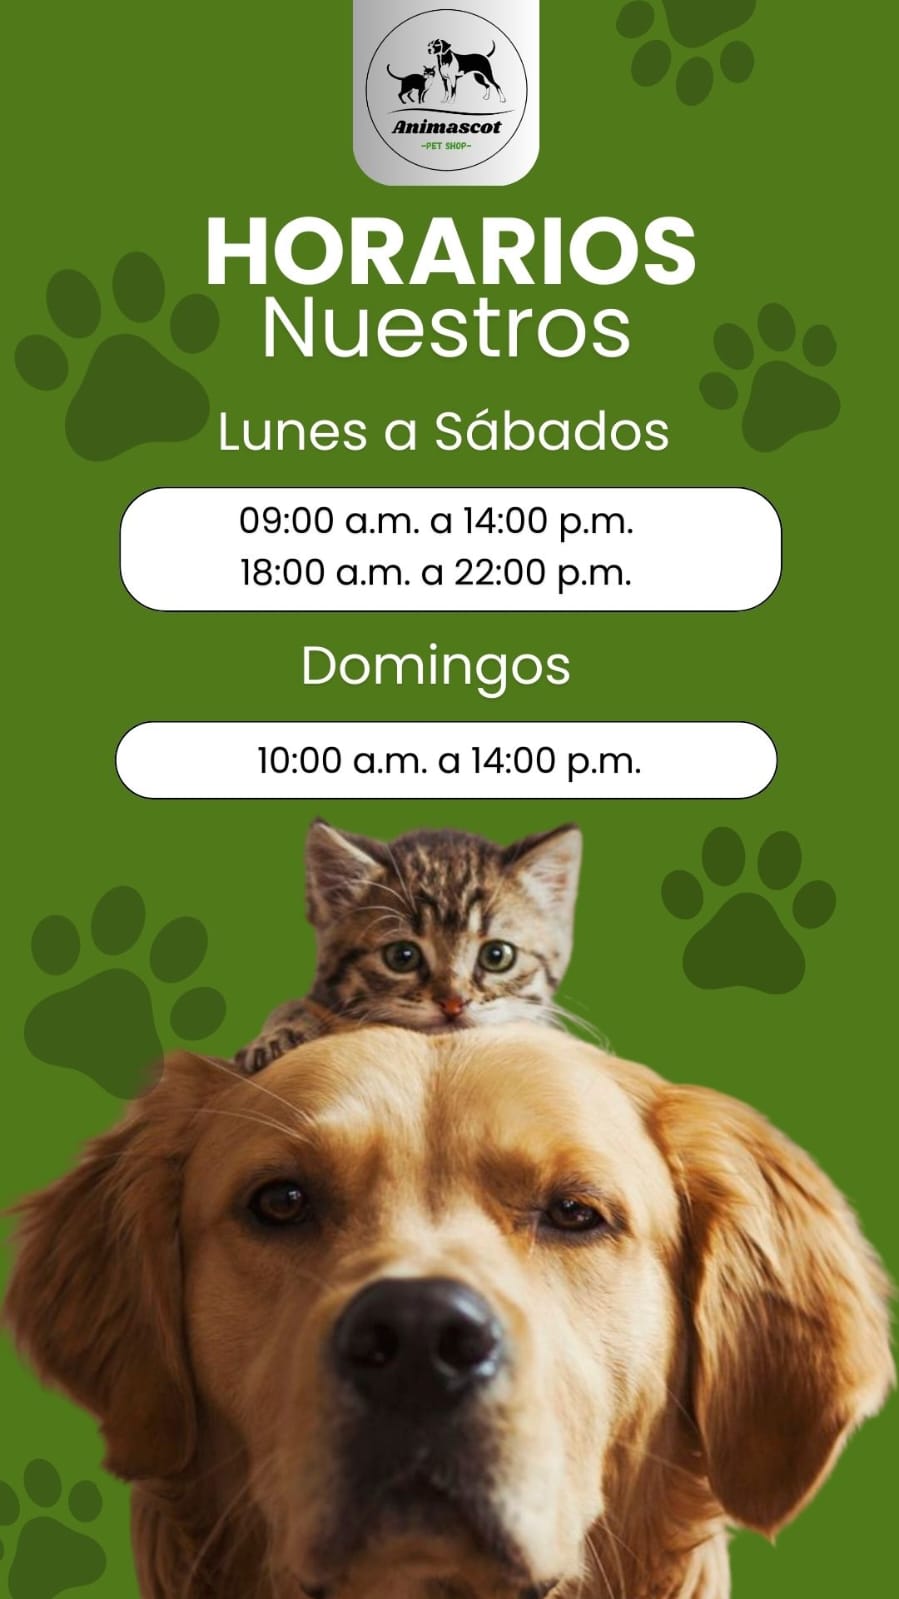 Animascot
-PET SHOP-
HORARIOS
Nuestros
Lunes a Sábados
09:00 a.m. a 14:00 p.m.
18:00 a.m. a 22:00 p.m.
Domingos
10:00 a.m. a 14:00 p.m.